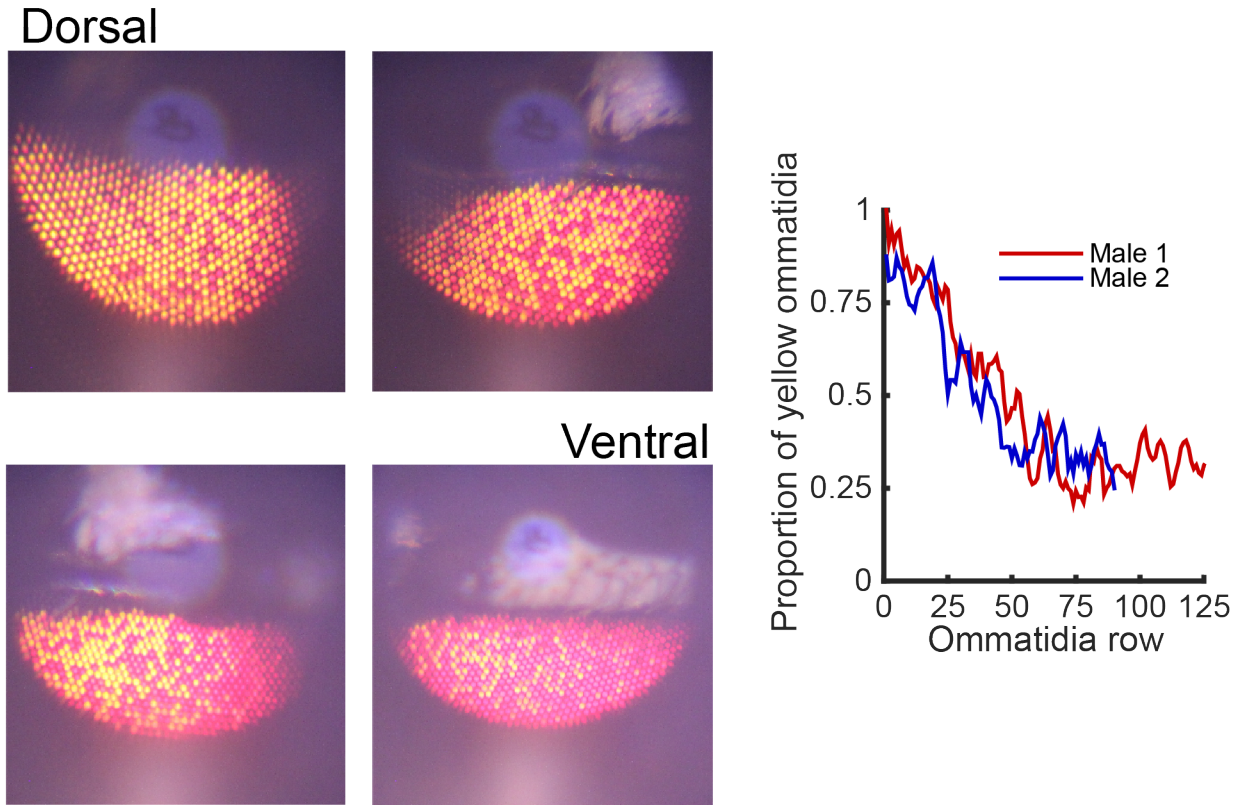 Dorsal
Ventral
Proportion of yellow ommatidia
1
0.75
0.5
0.25
0
0
25
50
75
100
125
Ommatidia row
Male 1
Male 2